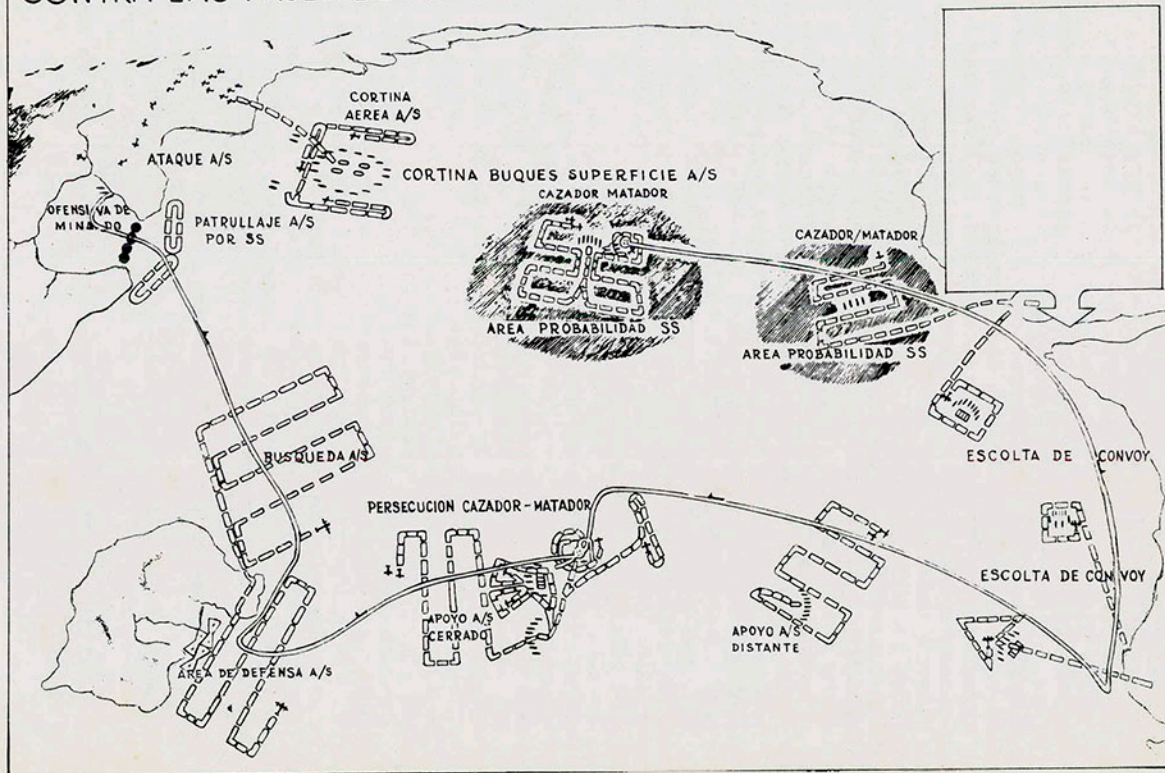 CORTINA
AEREA A/S
ATAQUE A/S
CORTINA BUQUES SUPERFICIE A/S
CAZADOR MATADOR
OFENSIVA DE
MINADO
PATRULLAJE A/S
POR SS
CAZADOR/MATADOR
AREA PROBABILIDAD SS
AREA PROBABILIDAD SS
BUSQUEDA A/S
ESCOLTA DE CONVOY
PERSECUCION CAZADOR-MATADOR
ESCOLTA DE CONVOY
APOYO A/S
CERRADO
APOYO A/S
DISTANTE
AREA DE DEFENSA A/S